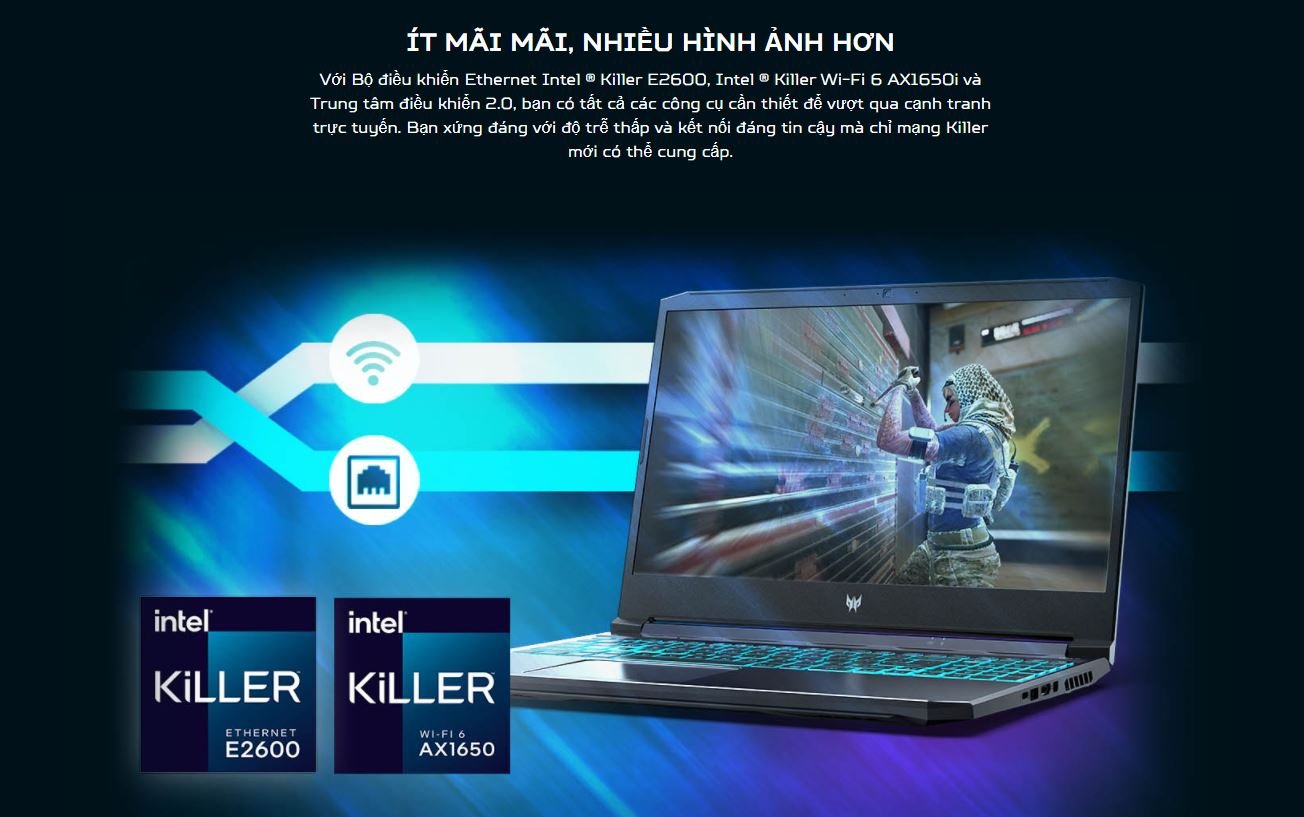 ÍT MÃI MÃI, NHIỀU HÌNH ẢNH HƠN
Với Bộ điều khiển Ethernet Intel ® Killer E2600, Intel ® Killer Wi-Fi 6 AX1650i và
Trung tâm điều khiển 2.0, bạn có tất cả các công cụ cần thiết để vượt qua cạnh tranh
trực tuyến. Bạn xứng đáng với độ trễ thấp và kết nối đáng tin cậy mà chỉ mạng Killer
mới có thể cung cấp.
intel
KiLLER™
ETHERNET
E2600
intel
KiLLER™
WI-FI 6
AX1650